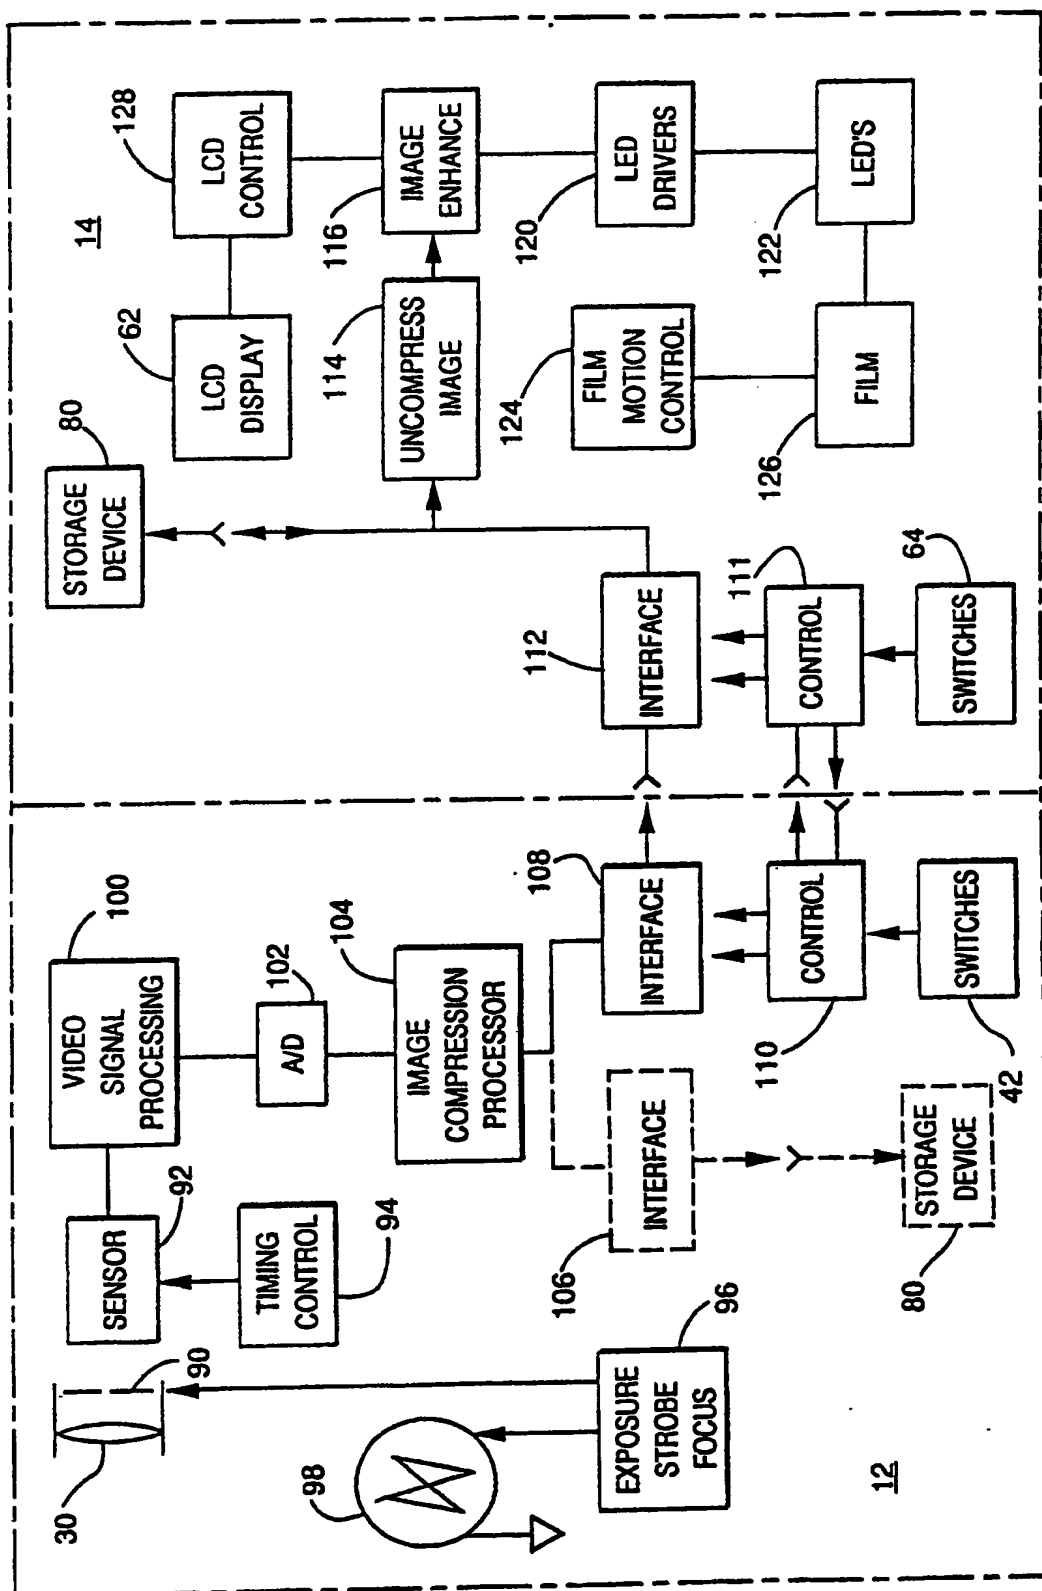 30
90
SENSOR
92
TIMING
CONTROL
94
VIDEO
SIGNAL
PROCESSING
100
A/D
102
IMAGE
COMPRESSION
PROCESSOR
104
98
EXPOSURE
STROBE
FOCUS
96
INTERFACE
106
STORAGE
DEVICE
80
INTERFACE
108
CONTROL
110
SWITCHES
42
12
14
STORAGE
DEVICE
80
LCD
DISPLAY
62
LCD
CONTROL
128
UNCOMPRESS
IMAGE
114
IMAGE
ENHANCE
116
INTERFACE
112
CONTROL
111
SWITCHES
64
FILM
MOTION
CONTROL
124
LED
DRIVERS
120
FILM
126
LED'S
122